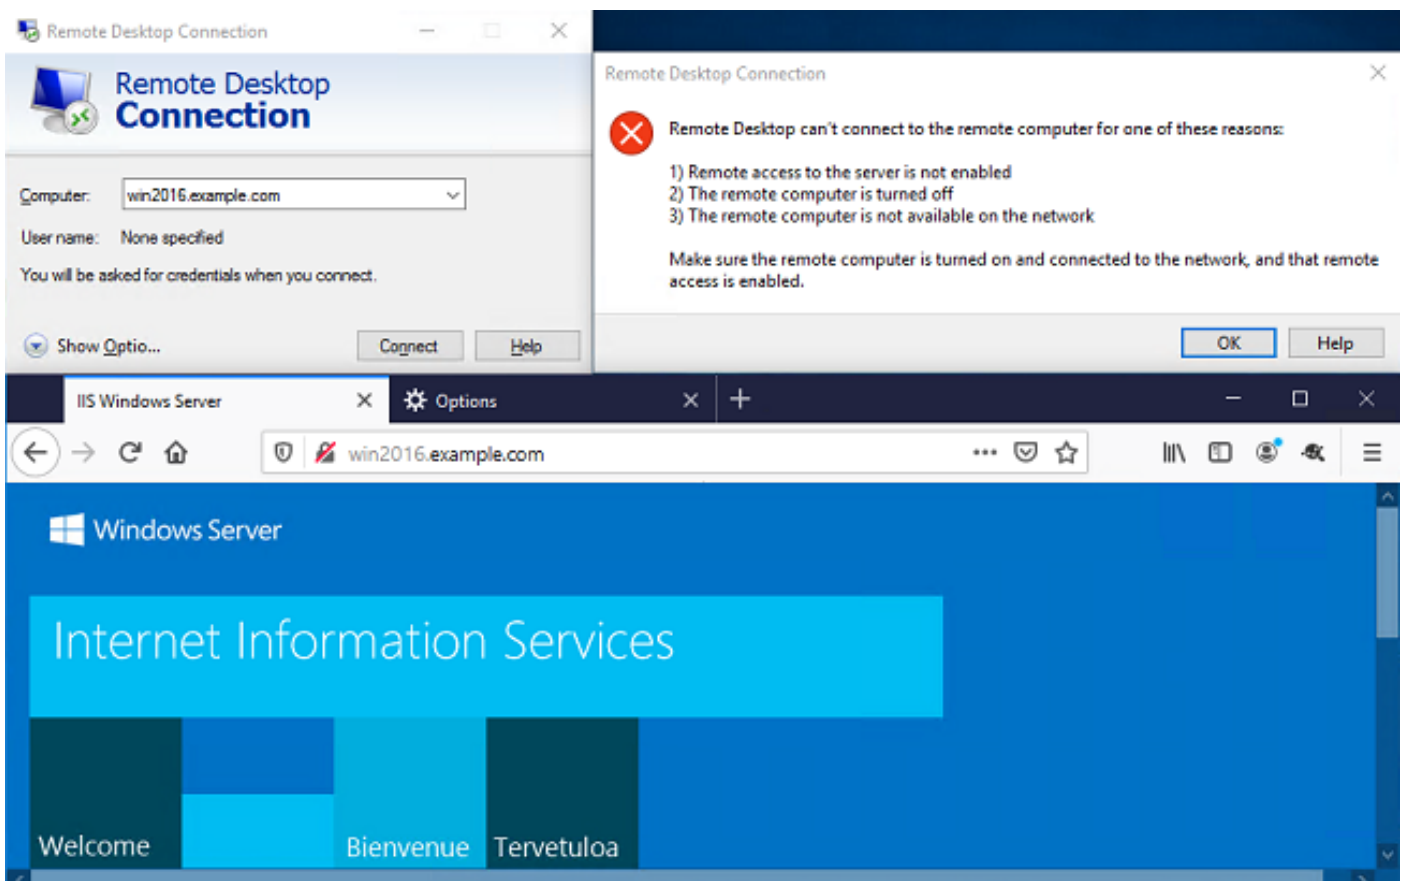 Remote Desktop Connection
Remote Desktop
Connection
Computer: win2016.example.com
User name: None specified
You will be asked for credentials when you connect.
Show Optio...
Connect
Help
Remote Desktop Connection
Remote Desktop can't connect to the remote computer for one of these reasons:
1) Remote access to the server is not enabled
2) The remote computer is turned off
3) The remote computer is not available on the network
Make sure the remote computer is turned on and connected to the network, and that remote
access is enabled.
OK
Help
IIS Windows Server
Options
win2016.example.com
Windows Server
Internet Information Services
Welcome
Bienvenue
Tervetuloa